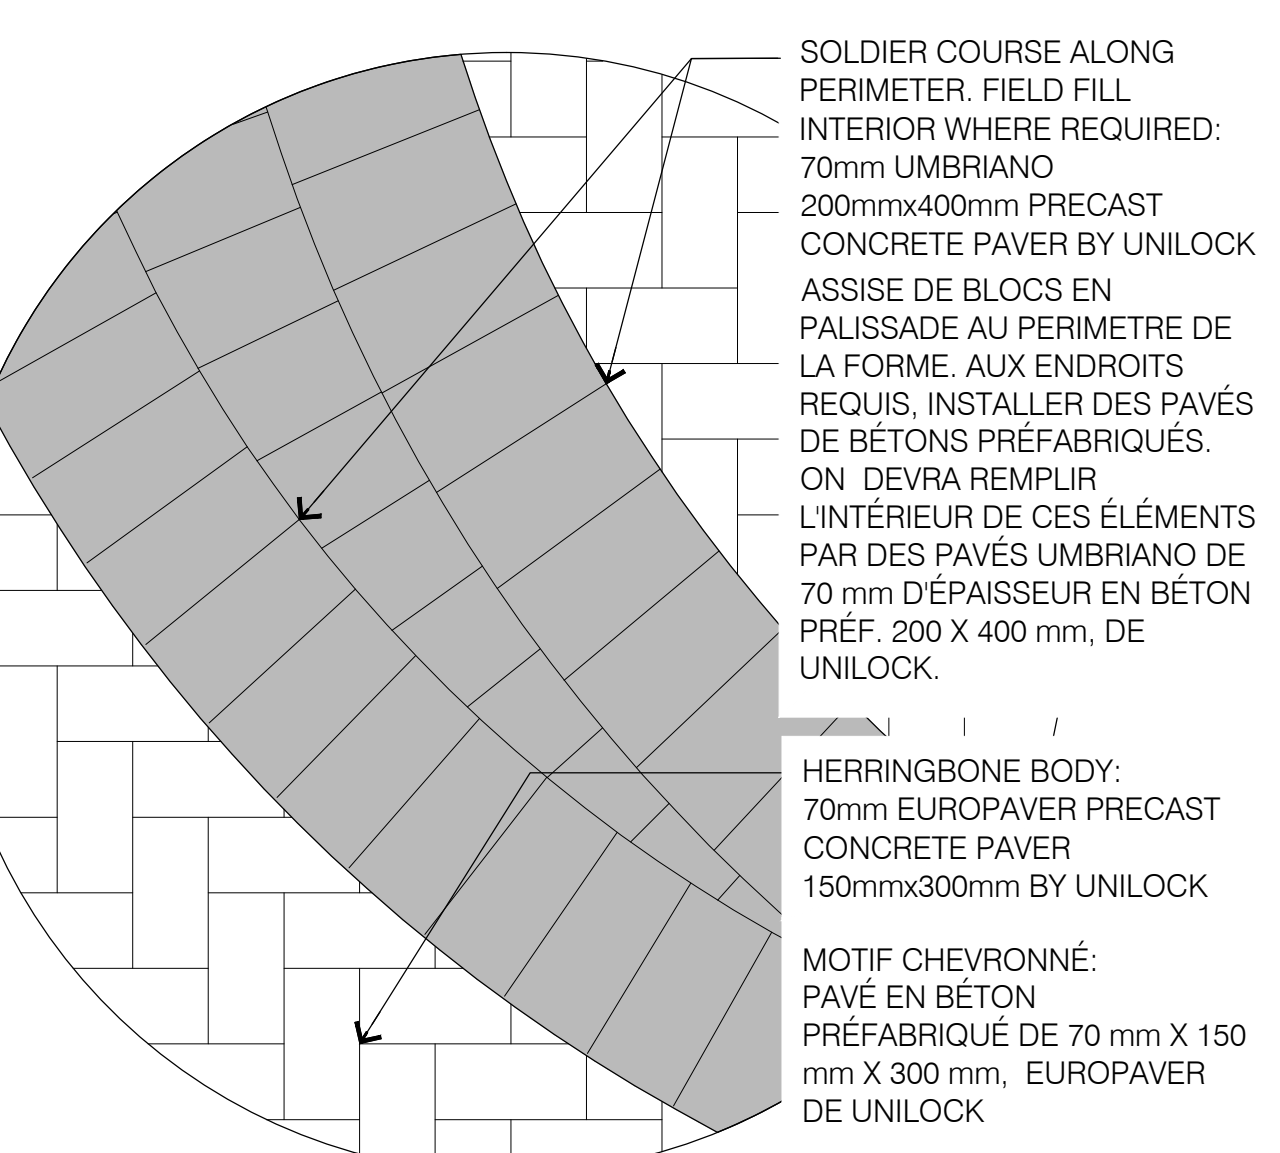 SOLDIER COURSE ALONG
PERIMETER. FIELD FILL
INTERIOR WHERE REQUIRED:
70mm UMBRIANO
200mmx400mm PRECAST
CONCRETE PAVER BY UNILOCK
ASSISE DE BLOCS EN
PALISSADE AU PERIMETRE DE
LA FORME. AUX ENDROITS
REQUIS, INSTALLER DES PAVÉS
DE BÉTONS PRÉFABRIQUÉS.
ON  DEVRA REMPLIR
L'INTÉRIEUR DE CES ÉLÉMENTS
PAR DES PAVÉS UMBRIANO DE
70 mm D'ÉPAISSEUR EN BÉTON
PRÉF. 200 X 400 mm, DE
UNILOCK.
HERRINGBONE BODY:
70mm EUROPAVER PRECAST
CONCRETE PAVER
150mmx300mm BY UNILOCK
MOTIF CHEVRONNÉ:
PAVÉ EN BÉTON
PRÉFABRIQUÉ DE 70 mm X 150
mm X 300 mm,  EUROPAVER
DE UNILOCK